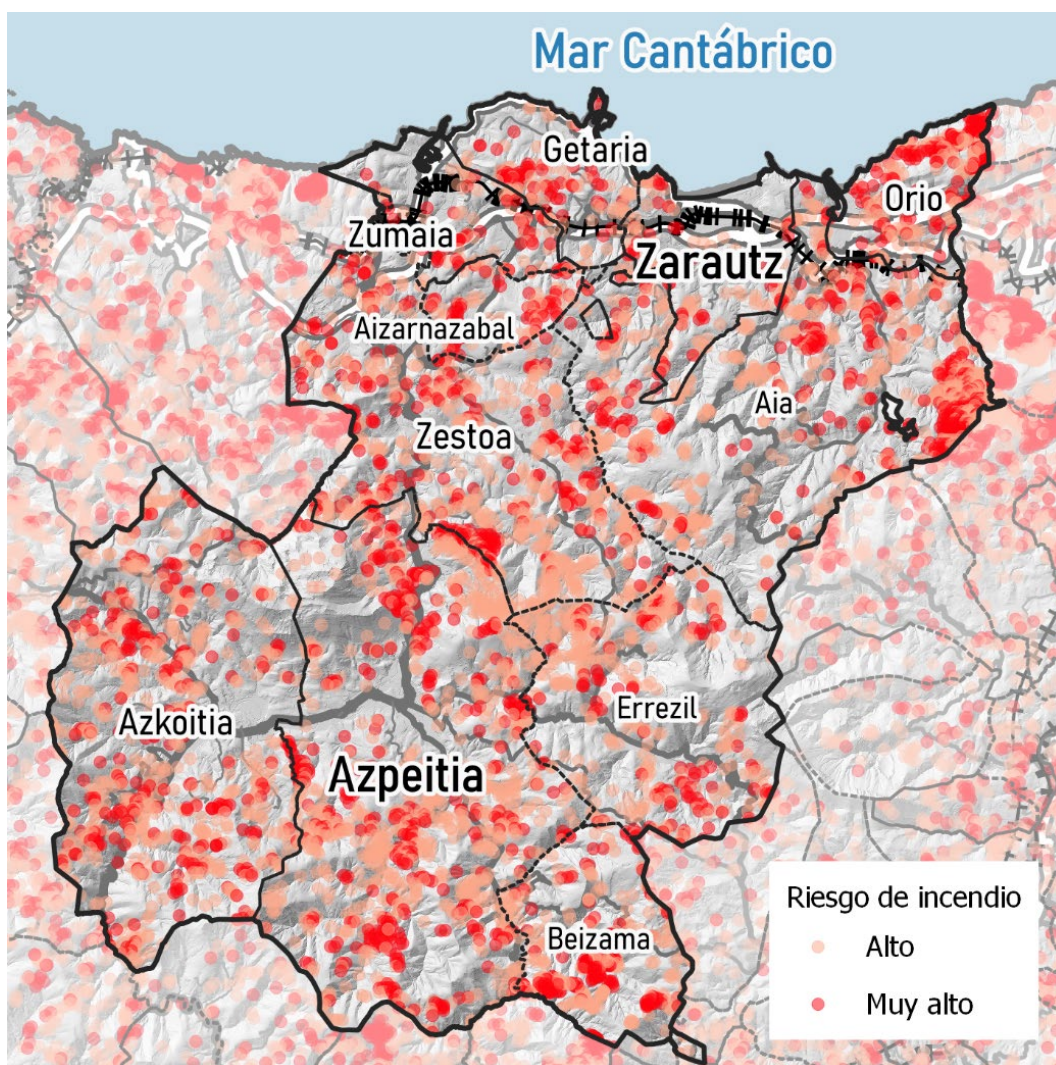 Mar Cantábrico
Getaria
Orio
Zumaia
Zarautz
Aizarnazabal
Aia
Zestoa
Errezil
Azkoitia
Azpeitia
Beizama
Riesgo de incendio
Alto
Muy alto